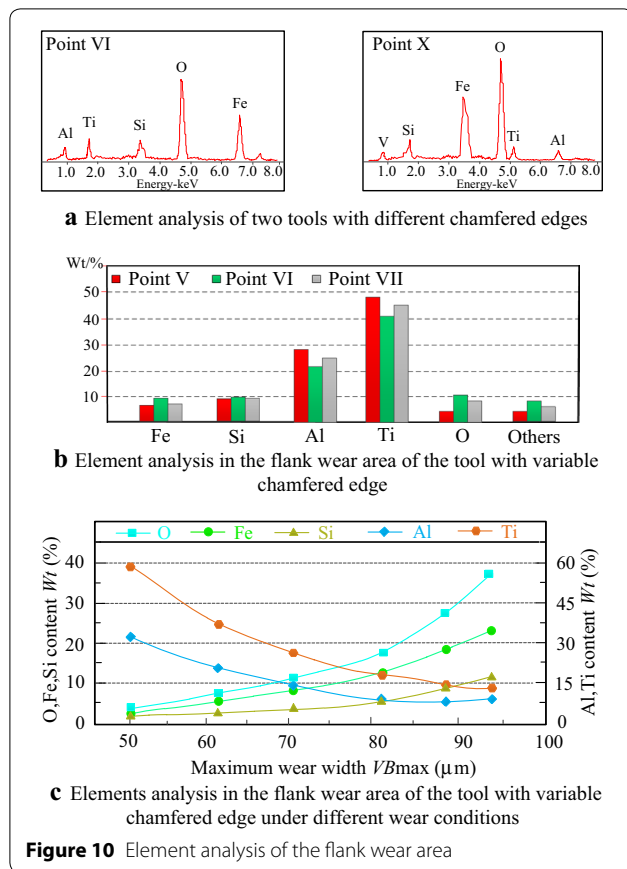 Point VI
O
Fe
Al
Ti
Si
1.0 2.0 3.0 4.0 5.0 6.0 7.0 8.0
Energy-keV
Point X
O
Fe
V
Si
Ti
Al
1.0 2.0 3.0 4.0 5.0 6.0 7.0 8.0
Energy-keV
a Element analysis of two tools with different chamfered edges
Wt/%
Point V Point VI Point VII
50
40
30
20
10
Fe Si Al Ti O Others
b Element analysis in the flank wear area of the tool with variable
chamfered edge
O Fe Si Al Ti
O,Fe,Si content Wt (%)
40
30
20
10
0
Al,Ti content Wt (%)
60
45
30
15
0
50 60 70 80 90 100
Maximum wear width VBmax (μm)
c Elements analysis in the flank wear area of the tool with variable
chamfered edge under different wear conditions
Figure 10 Element analysis of the flank wear area